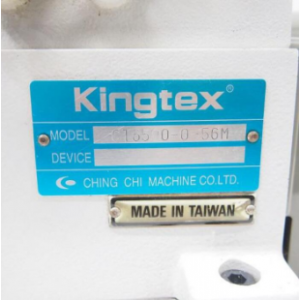 Kingtex®
MODEL
DEVICE
CHING CHI MACHINE CO.LTD.
MADE IN TAIWAN